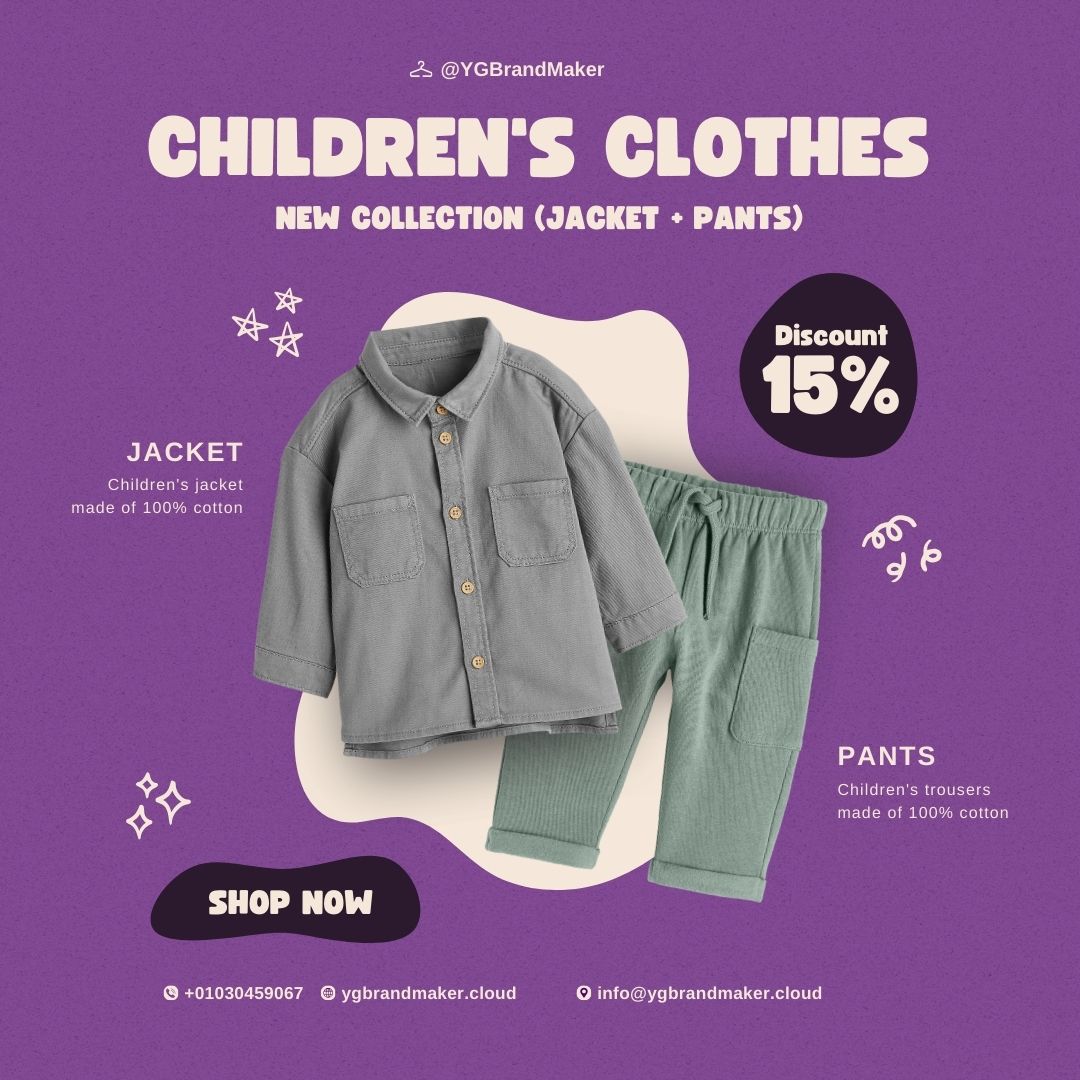 @YGBrandMaker
CHILDREN'S CLOTHES
NEW COLLECTION (JACKET + PANTS)
Discount
15%
JACKET
Children's jacket
made of 100% cotton
PANTS
Children's trousers
made of 100% cotton
SHOP NOW
+01030459067 ygbrandmaker.cloud info@ygbrandmaker.cloud